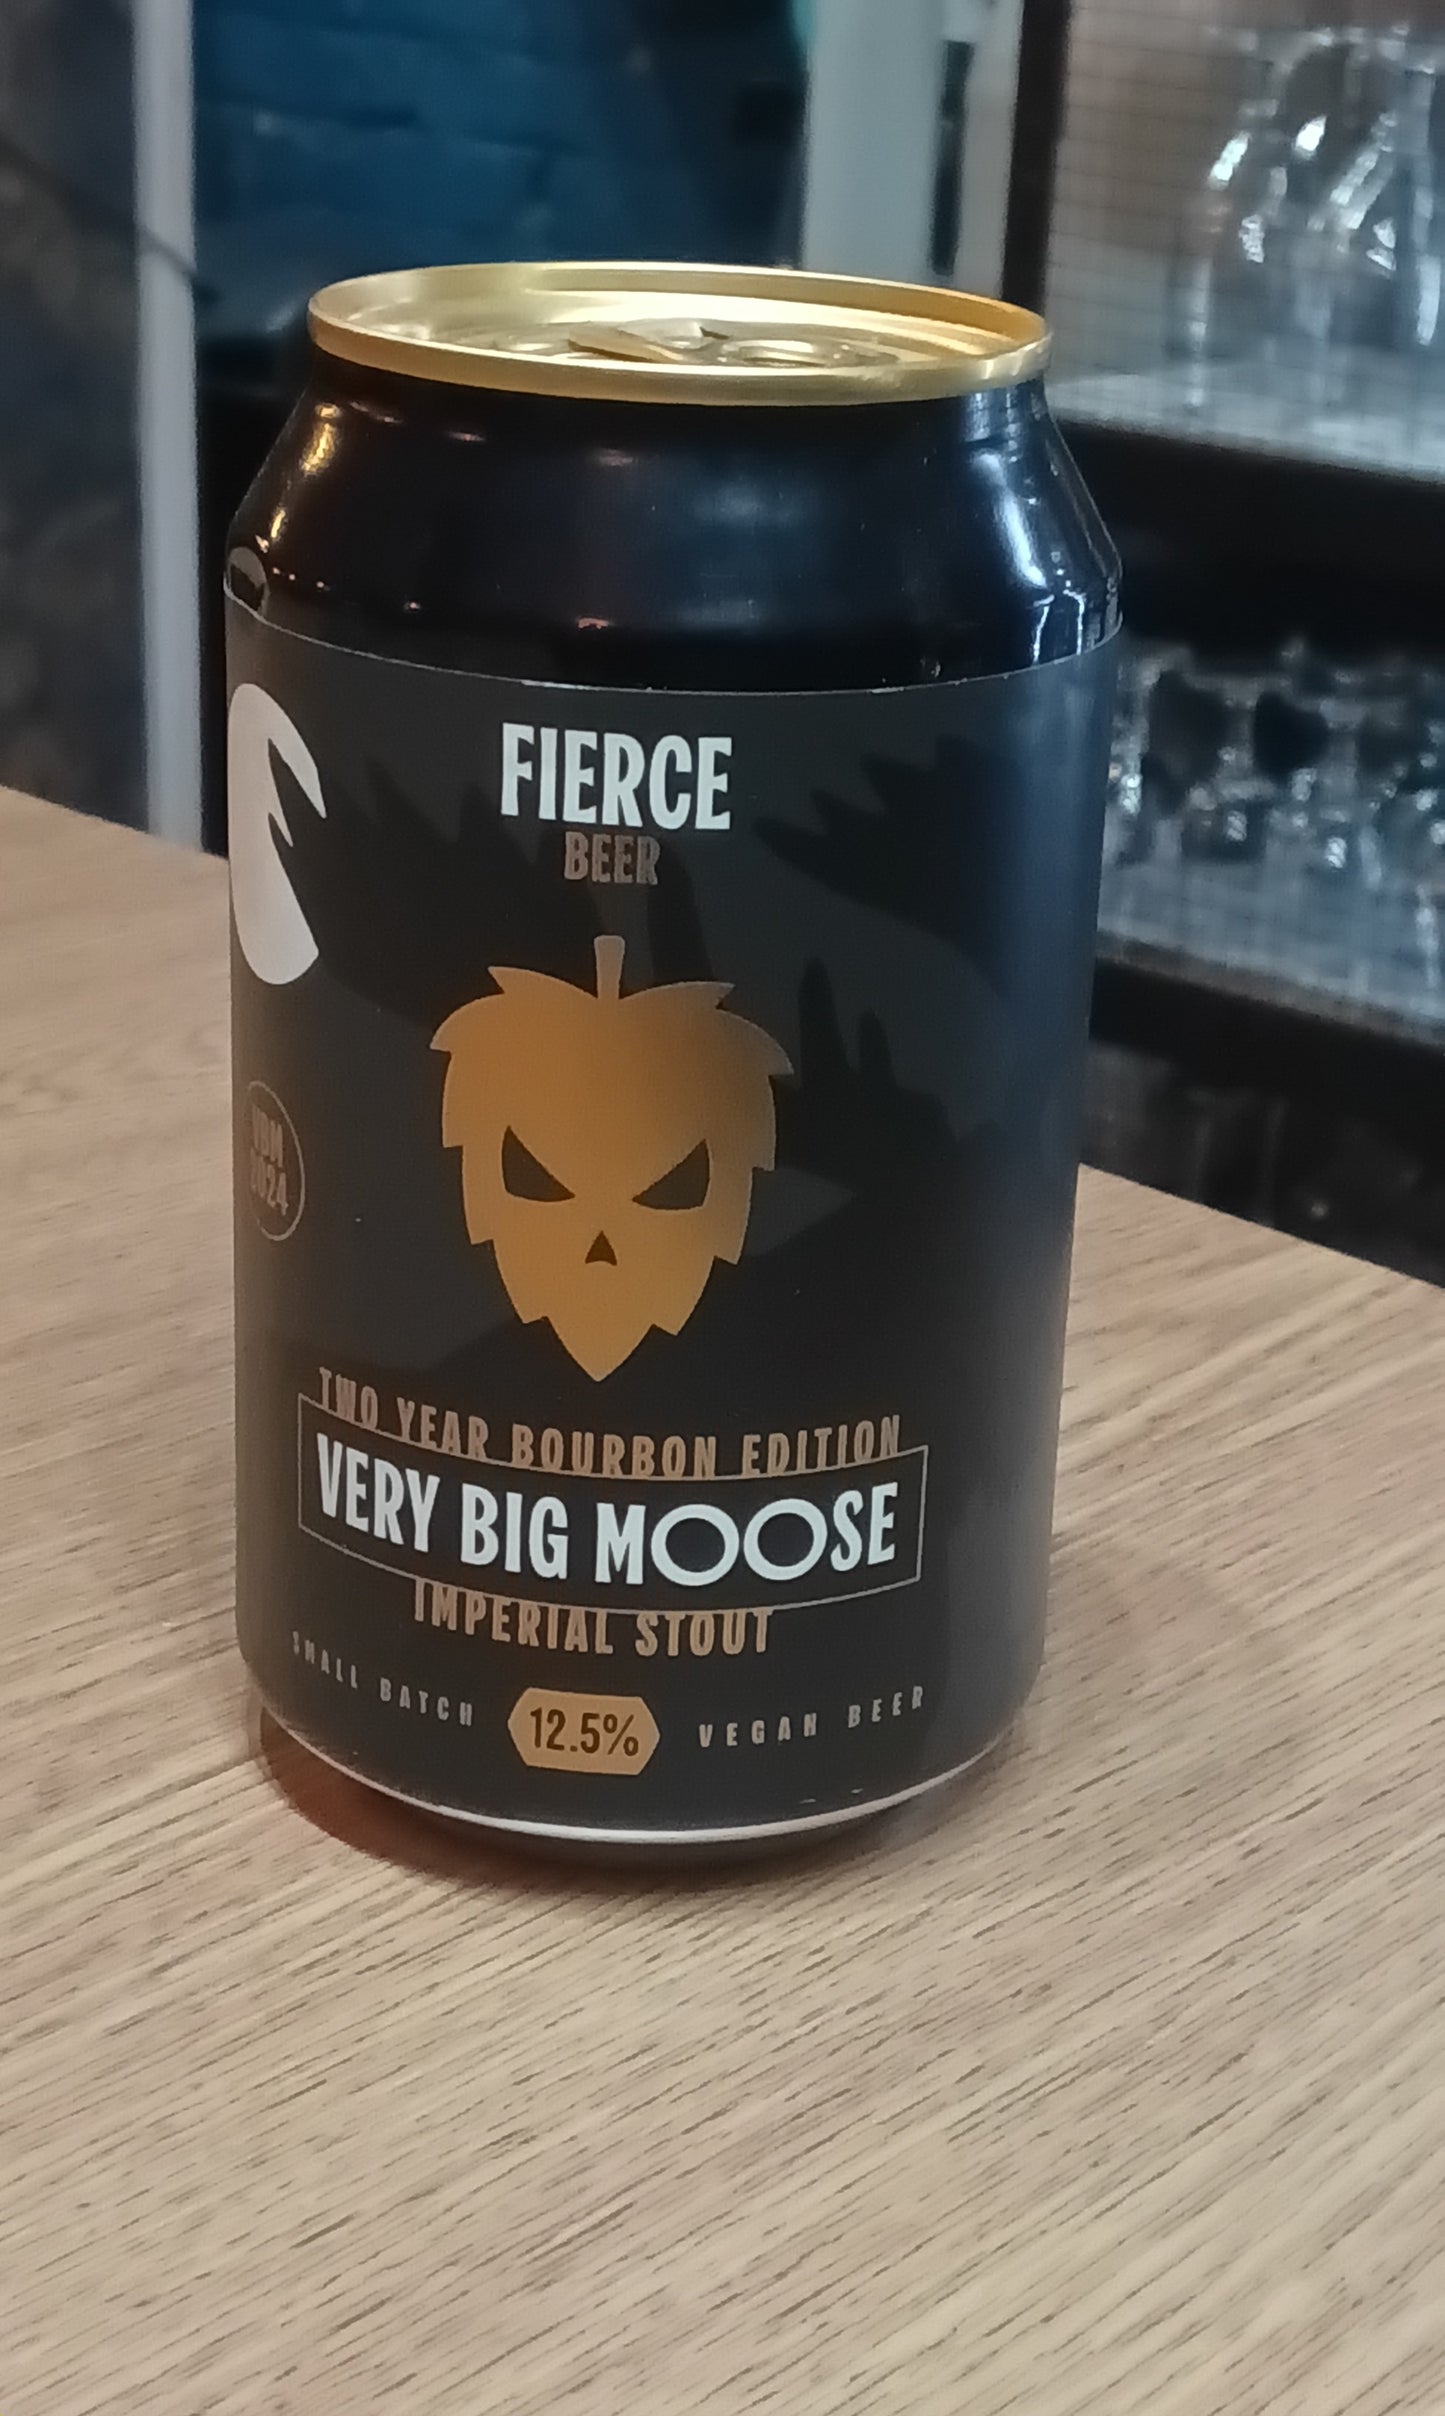 FIERCE
BEER
VBM
2024
TWO YEAR BOURBON EDITION
VERY BIG MOOSE
IMPERIAL STOUT
SMALL BATCH 12.5% VEGAN BEER